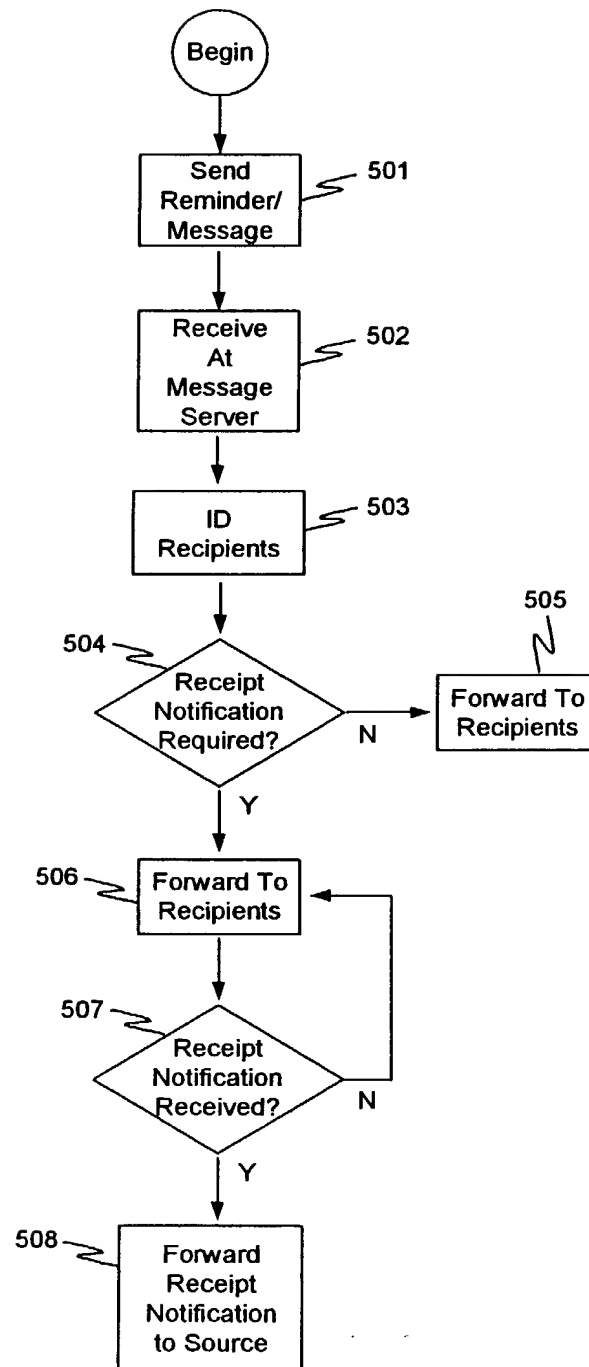 Begin
Send
Reminder/
Message
501
Receive
At
Message
Server
502
ID
Recipients
503
504
Receipt
Notification
Required?
N
Y
505
Forward To
Recipients
506
Forward To
Recipients
507
Receipt
Notification
Received?
N
Y
508
Forward
Receipt
Notification
to Source